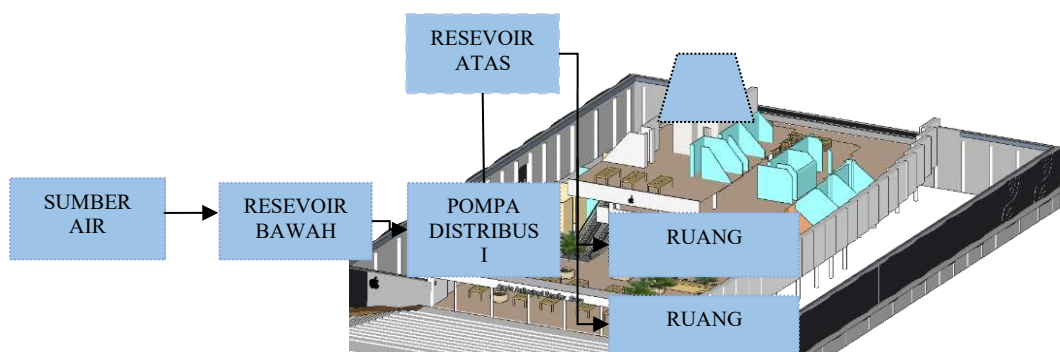 RESEVOIR
ATAS
SUMBER
AIR
RESEVOIR
BAWAH
POMPA
DISTRIBUS
I
RUANG
RUANG